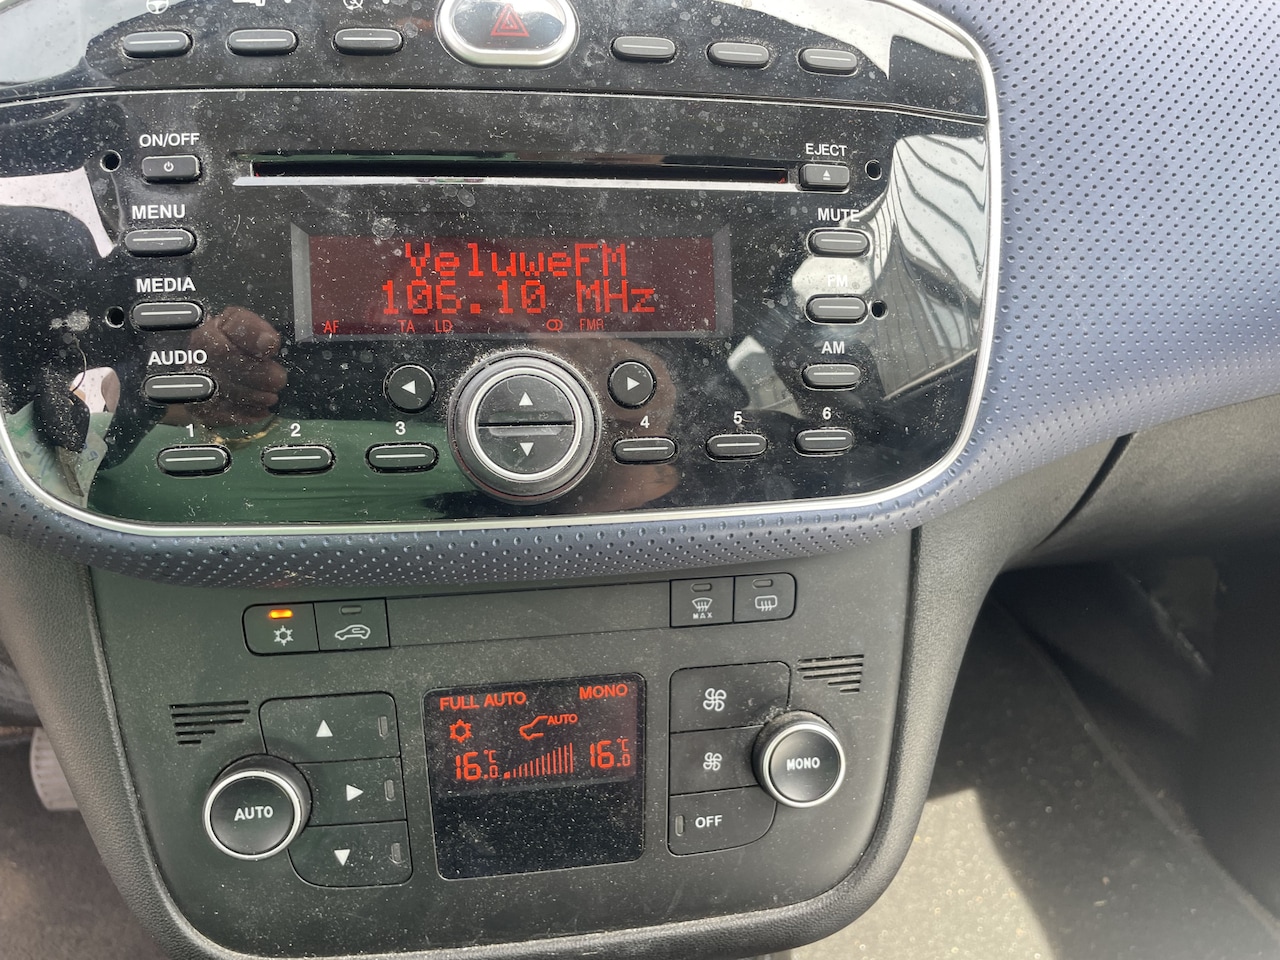 ON/OFF
EJECT
MENU
MUTE
VeluweFM
106.10 MHz
AF TA LD FMR
MEDIA
FM
AUDIO
AM
1 2 3 4 5 6
MAX
FULL AUTO MONO
AUTO
16.0°C 16.0°C
AUTO
MONO
OFF